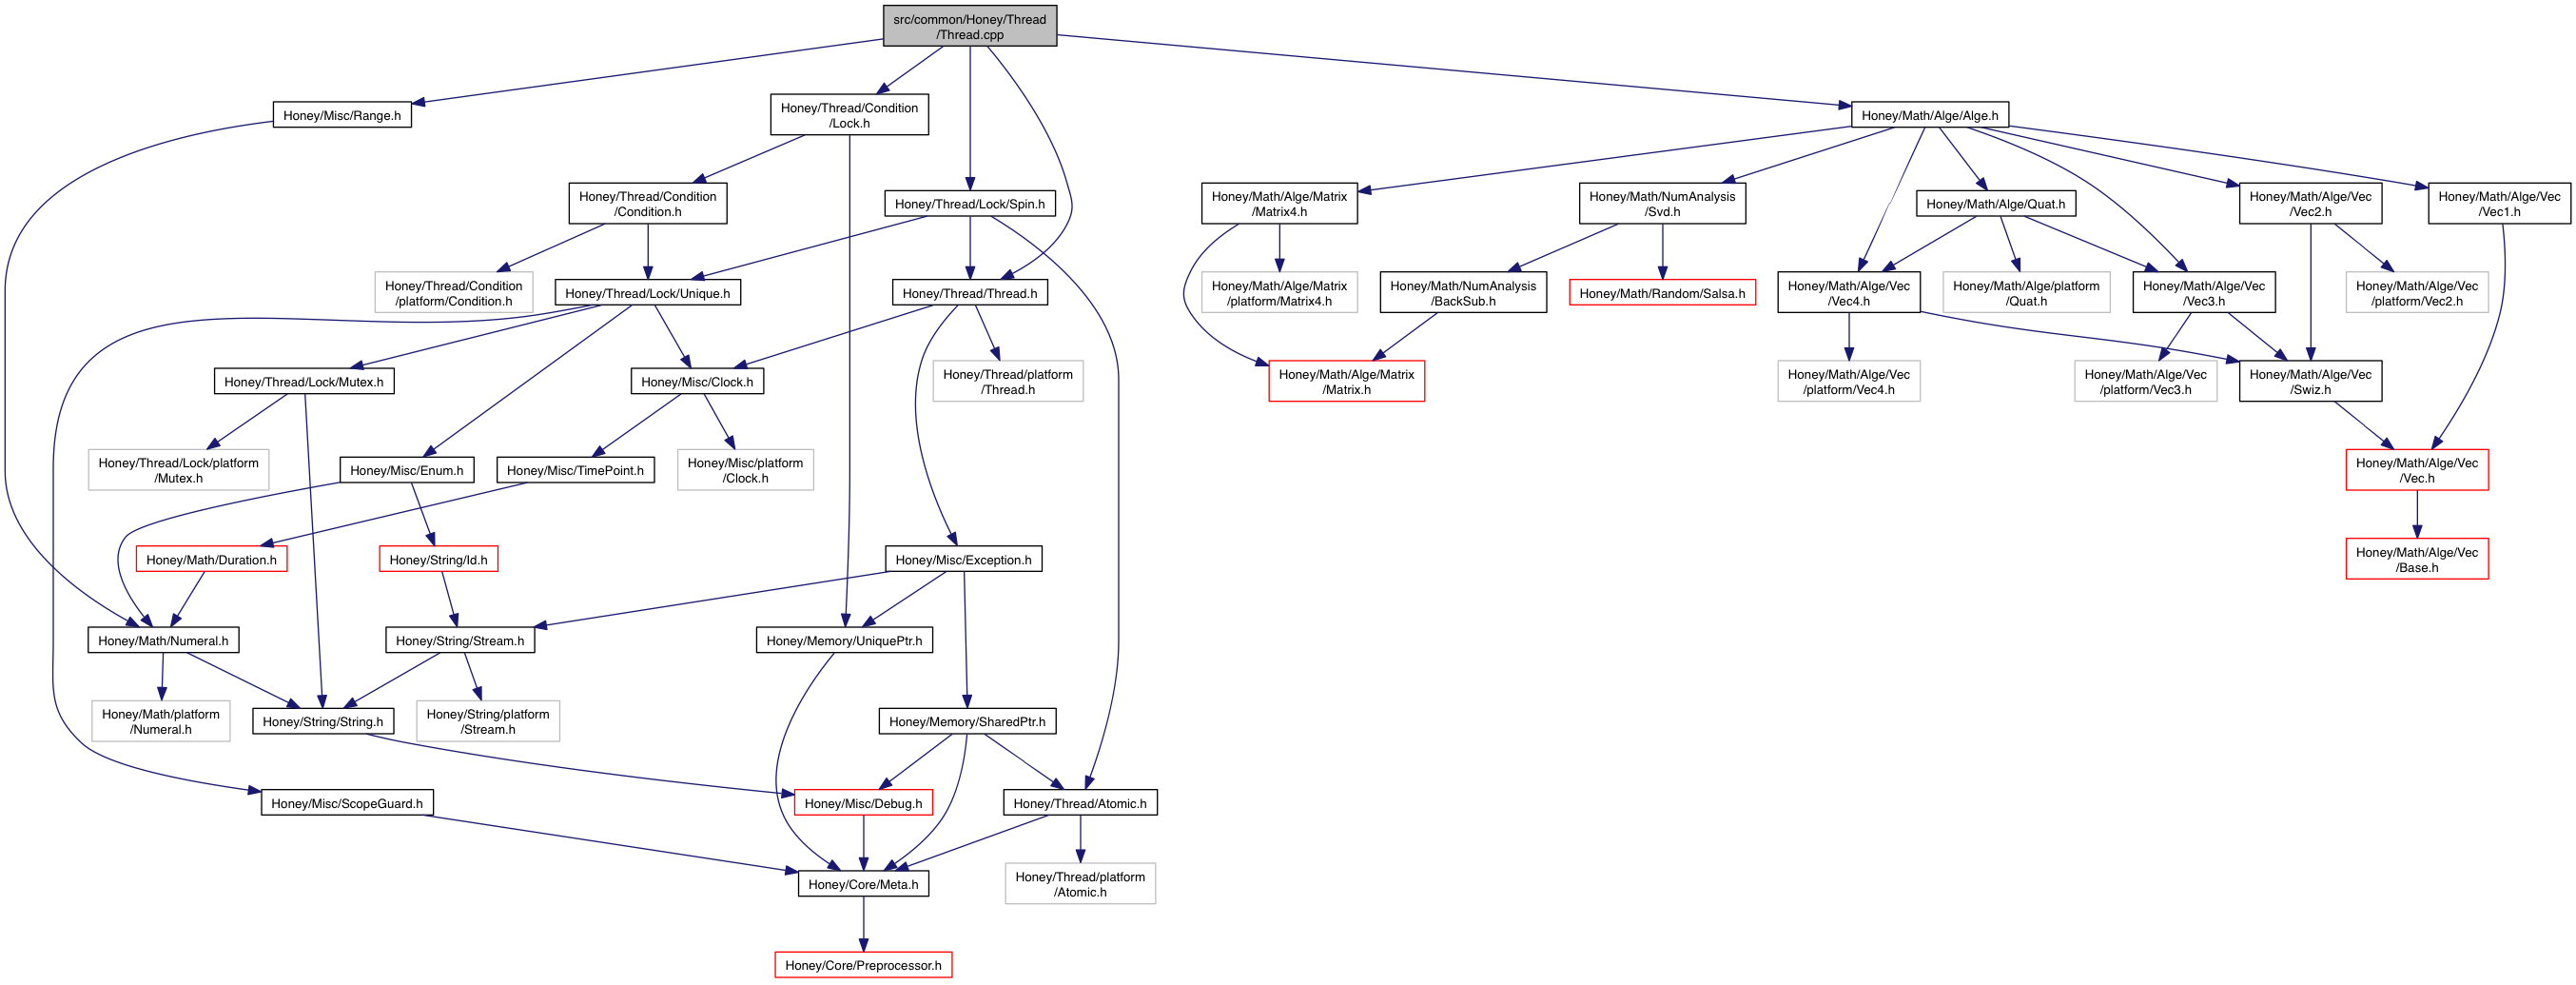 src/common/Honey/Thread
/Thread.cpp
Honey/Misc/Range.h
Honey/Thread/Condition
/Lock.h
Honey/Math/Alge/Alge.h
Honey/Thread/Condition
/Condition.h
Honey/Thread/Lock/Spin.h
Honey/Math/Alge/Matrix
/Matrix4.h
Honey/Math/NumAnalysis
/Svd.h
Honey/Math/Alge/Quat.h
Honey/Math/Alge/Vec
/Vec2.h
Honey/Math/Alge/Vec
/Vec1.h
Honey/Thread/Condition
/platform/Condition.h
Honey/Thread/Lock/Unique.h
Honey/Thread/Thread.h
Honey/Math/Alge/Matrix
/platform/Matrix4.h
Honey/Math/NumAnalysis
/BackSub.h
Honey/Math/Random/Salsa.h
Honey/Math/Alge/Vec
/Vec4.h
Honey/Math/Alge/platform
/Quat.h
Honey/Math/Alge/Vec
/Vec3.h
Honey/Math/Alge/Vec
/platform/Vec2.h
Honey/Thread/Lock/Mutex.h
Honey/Misc/Clock.h
Honey/Thread/platform
/Thread.h
Honey/Math/Alge/Matrix
/Matrix.h
Honey/Math/Alge/Vec
/platform/Vec4.h
Honey/Math/Alge/Vec
/platform/Vec3.h
Honey/Math/Alge/Vec
/Swiz.h
Honey/Thread/Lock/platform
/Mutex.h
Honey/Misc/Enum.h
Honey/Misc/TimePoint.h
Honey/Misc/platform
/Clock.h
Honey/Math/Alge/Vec
/Vec.h
Honey/Math/Duration.h
Honey/String/Id.h
Honey/Misc/Exception.h
Honey/Math/Alge/Vec
/Base.h
Honey/Math/Numeral.h
Honey/String/Stream.h
Honey/Memory/UniquePtr.h
Honey/Math/platform
/Numeral.h
Honey/String/String.h
Honey/String/platform
/Stream.h
Honey/Memory/SharedPtr.h
Honey/Misc/ScopeGuard.h
Honey/Misc/Debug.h
Honey/Thread/Atomic.h
Honey/Core/Meta.h
Honey/Thread/platform
/Atomic.h
Honey/Core/Preprocessor.h